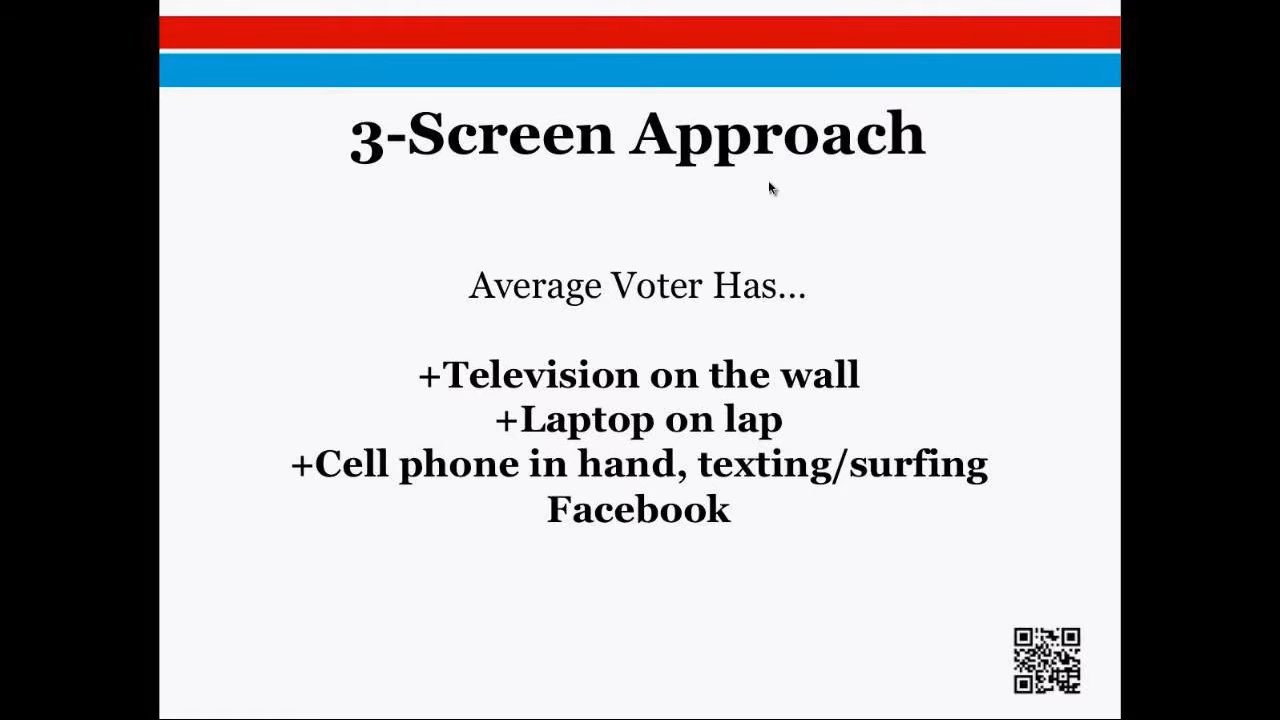 3-Screen Approach
Average Voter Has...
+Television on the wall
+Laptop on lap
+Cell phone in hand, texting/surfing
Facebook